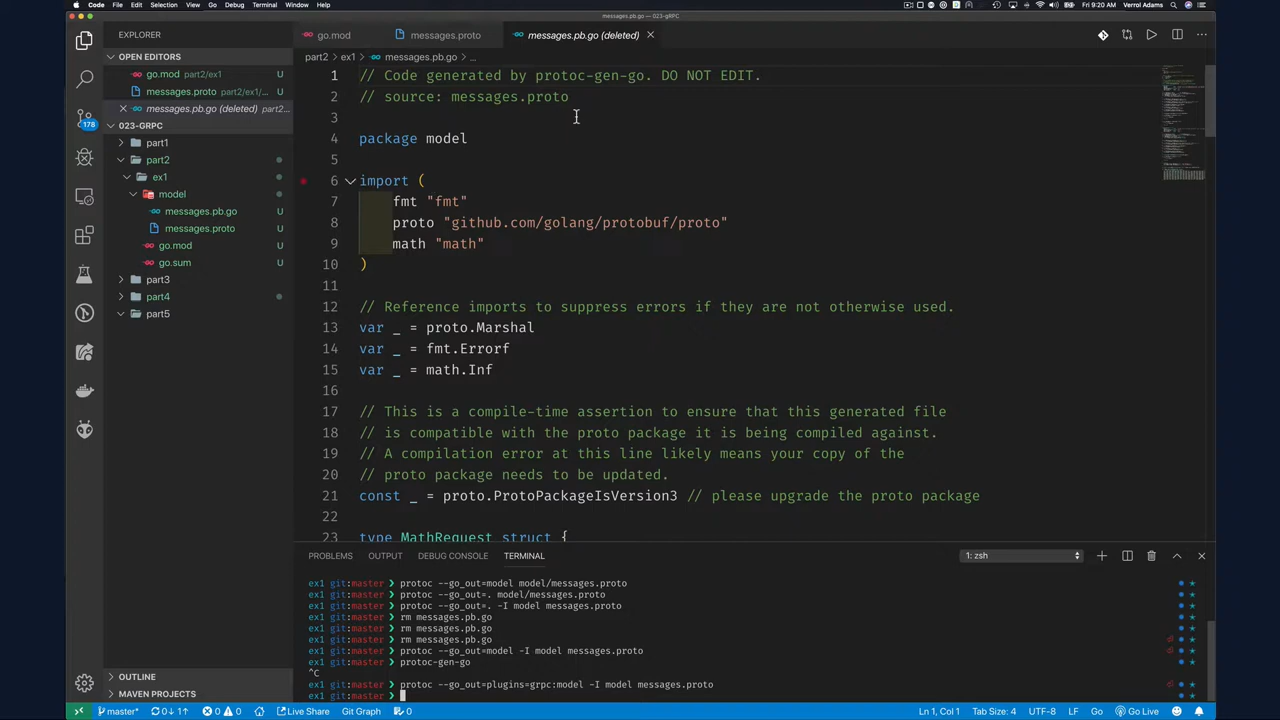 Code File Edit Selection View Go Debug Terminal Window Help
Fri 9:20 AM Verrol Adams
messages.pb.go — 023-gRPC
EXPLORER
go.mod
messages.proto
messages.pb.go (deleted)
OPEN EDITORS
go.mod part2/ex1 U
messages.proto part2/ex1/... U
messages.pb.go (deleted) part2...
023-GRPC
part1
part2
ex1
model
messages.pb.go U
messages.proto U
go.mod U
go.sum U
part3
part4
part5
178
OUTLINE
MAVEN PROJECTS
part2 › ex1 › messages.pb.go › ...
1 // Code generated by protoc-gen-go. DO NOT EDIT.
2 // source: messages.proto
3
4 package model
5
6 import (
7 fmt "fmt"
8 proto "github.com/golang/protobuf/proto"
9 math "math"
10 )
11
12 // Reference imports to suppress errors if they are not otherwise used.
13 var _ = proto.Marshal
14 var _ = fmt.Errorf
15 var _ = math.Inf
16
17 // This is a compile-time assertion to ensure that this generated file
18 // is compatible with the proto package it is being compiled against.
19 // A compilation error at this line likely means your copy of the
20 // proto package needs to be updated.
21 const _ = proto.ProtoPackageIsVersion3 // please upgrade the proto package
22
23 type MathRequest struct {
PROBLEMS OUTPUT DEBUG CONSOLE TERMINAL 1: zsh
ex1 git:master ❯ protoc --go_out=model model/messages.proto
ex1 git:master ❯ protoc --go_out=. model/messages.proto
ex1 git:master ❯ protoc --go_out=. -I model messages.proto
ex1 git:master ❯ rm messages.pb.go
ex1 git:master ❯ rm messages.pb.go
ex1 git:master ❯ rm messages.pb.go
ex1 git:master ❯ protoc --go_out=model -I model messages.proto
ex1 git:master ❯ protoc-gen-go
^C
ex1 git:master ❯ protoc --go_out=plugins=grpc:model -I model messages.proto
ex1 git:master ❯
master* 0↓ 1↑ 0 0 Live Share Git Graph 0 Ln 1, Col 1 Tab Size: 4 UTF-8 LF Go Go Live